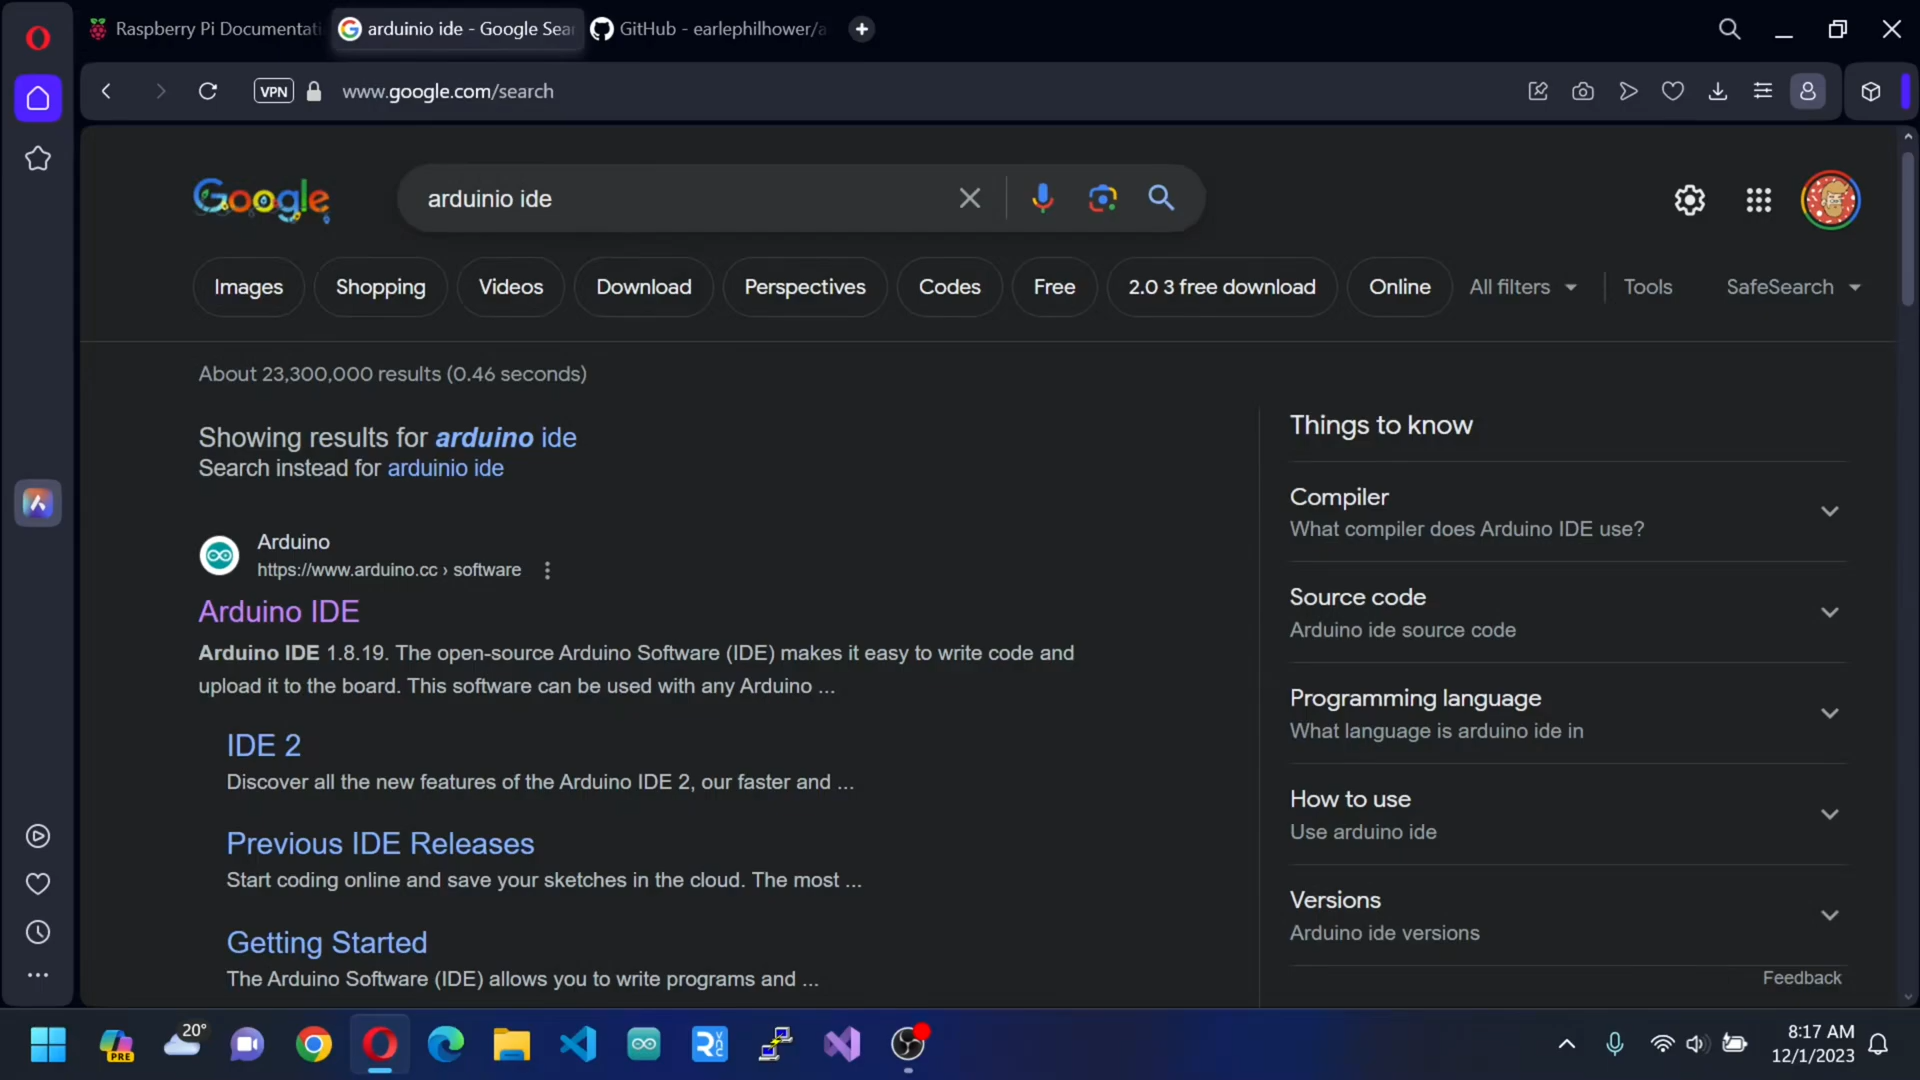 Raspberry Pi Documentati
arduinio ide - Google Sear
GitHub - earlephilhower/a
VPN
www.google.com/search
Google
arduinio ide
Images
Shopping
Videos
Download
Perspectives
Codes
Free
2.0 3 free download
Online
All filters
Tools
SafeSearch
About 23,300,000 results (0.46 seconds)
Showing results for arduino ide
Search instead for arduinio ide
Arduino
https://www.arduino.cc › software
Arduino IDE
Arduino IDE 1.8.19. The open-source Arduino Software (IDE) makes it easy to write code and
upload it to the board. This software can be used with any Arduino ...
IDE 2
Discover all the new features of the Arduino IDE 2, our faster and ...
Previous IDE Releases
Start coding online and save your sketches in the cloud. The most ...
Getting Started
The Arduino Software (IDE) allows you to write programs and ...
Things to know
Compiler
What compiler does Arduino IDE use?
Source code
Arduino ide source code
Programming language
What language is arduino ide in
How to use
Use arduino ide
Versions
Arduino ide versions
Feedback
PRE
20°
8:17 AM
12/1/2023